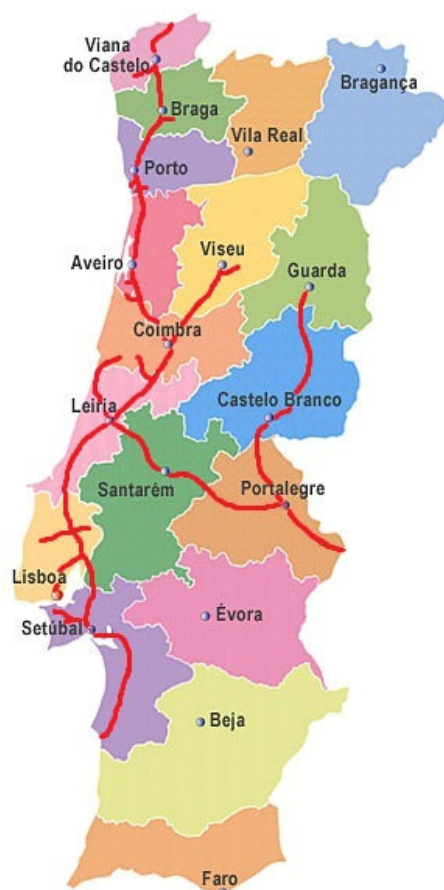 Viana
do Castelo
Bragança
Braga
Vila Real
Porto
Aveiro
Viseu
Guarda
Coimbra
Leiria
Castelo Branco
Santarém
Portalegre
Lisboa
Setúbal
Évora
Beja
Faro